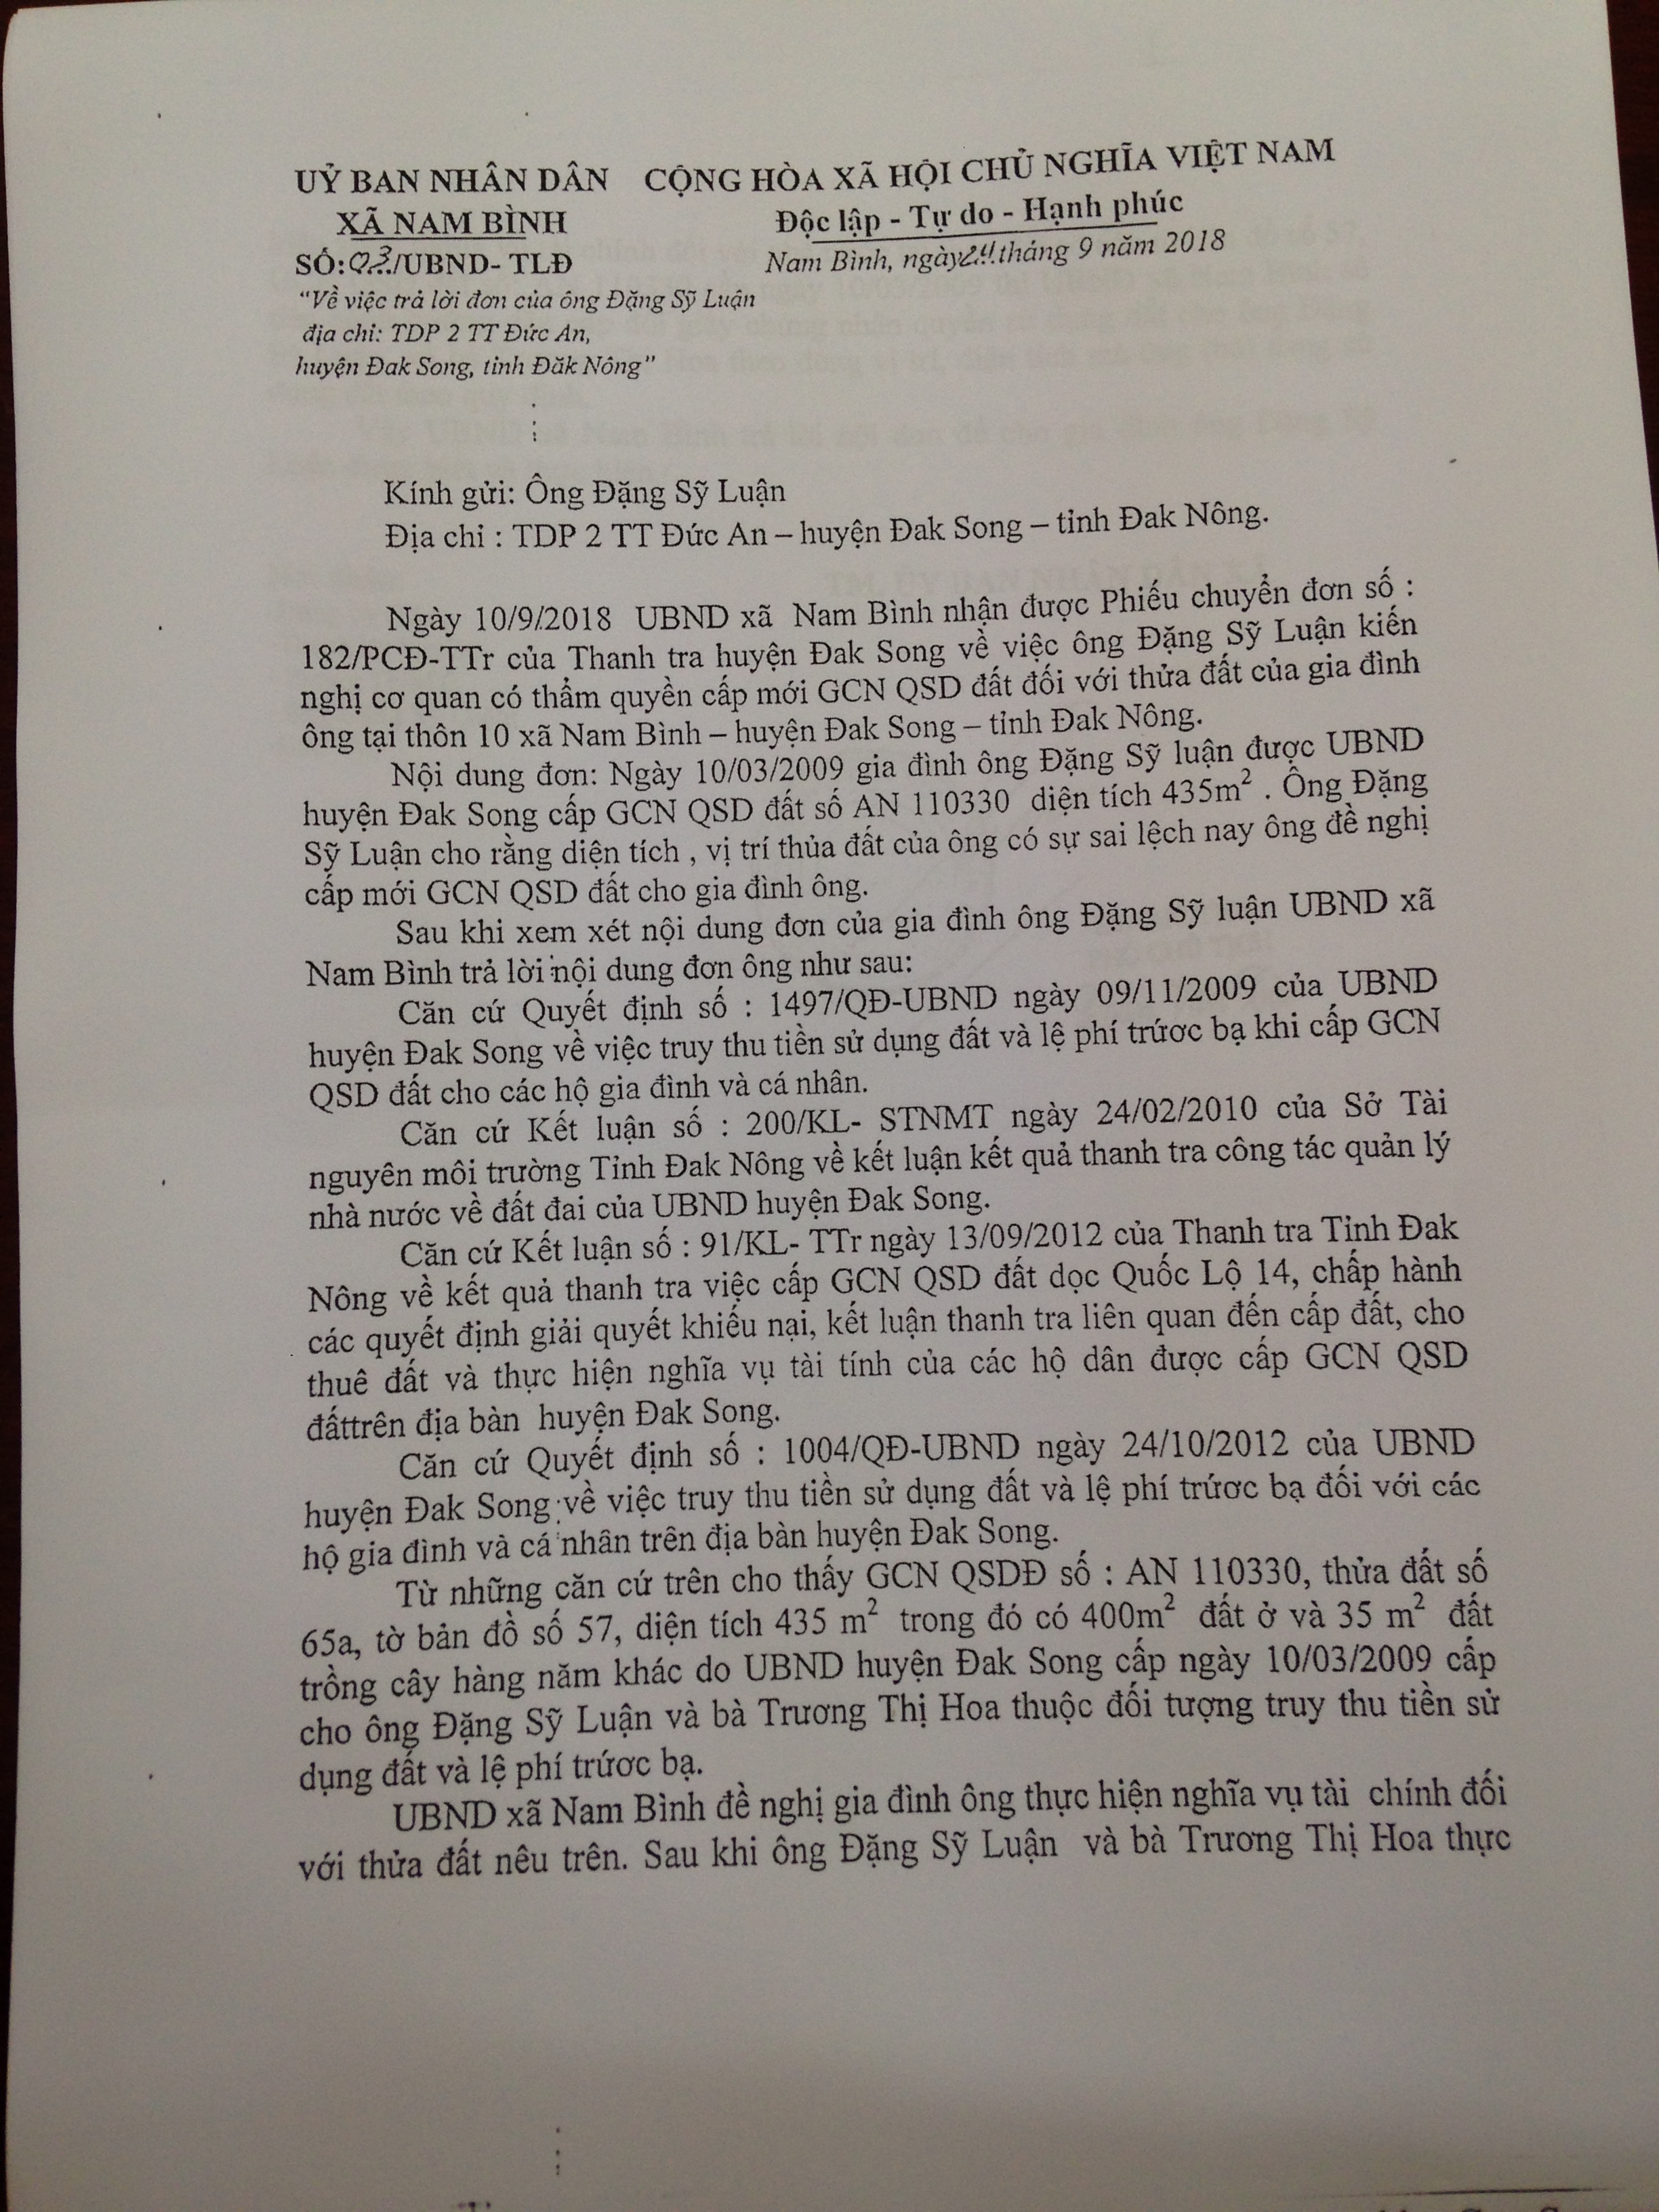 UỶ BAN NHÂN DÂN CỘNG HÒA XÃ HỘI CHỦ NGHĨA VIỆT NAM
XÃ NAM BÌNH Độc lập - Tự do - Hạnh phúc
SỐ:03../UBND- TLĐ Nam Bình, ngày24.tháng 9 năm 2018
“Về việc trả lời đơn của ông Đặng Sỹ Luận
địa chỉ: TDP 2 TT Đức An,
huyện Đak Song, tỉnh Đăk Nông”
Kính gửi: Ông Đặng Sỹ Luận
Địa chỉ : TDP 2 TT Đức An – huyện Đak Song – tỉnh Đak Nông.
Ngày 10/9/2018 UBND xã Nam Bình nhận được Phiếu chuyển đơn số :
182/PCĐ-TTr của Thanh tra huyện Đak Song về việc ông Đặng Sỹ Luận kiến
nghị cơ quan có thẩm quyền cấp mới GCN QSD đất đối với thửa đất của gia đình
ông tại thôn 10 xã Nam Bình – huyện Đak Song – tỉnh Đak Nông.
Nội dung đơn: Ngày 10/03/2009 gia đình ông Đặng Sỹ luận được UBND
huyện Đak Song cấp GCN QSD đất số AN 110330 diện tích 435m² . Ông Đặng
Sỹ Luận cho rằng diện tích , vị trí thủa đất của ông có sự sai lệch nay ông đề nghị
cấp mới GCN QSD đất cho gia đình ông.
Sau khi xem xét nội dung đơn của gia đình ông Đặng Sỹ luận UBND xã
Nam Bình trả lời nội dung đơn ông như sau:
Căn cứ Quyết định số : 1497/QĐ-UBND ngày 09/11/2009 của UBND
huyện Đak Song về việc truy thu tiền sử dụng đất và lệ phí trứơc bạ khi cấp GCN
QSD đất cho các hộ gia đình và cá nhân.
Căn cứ Kết luận số : 200/KL- STNMT ngày 24/02/2010 của Sở Tài
nguyên môi trường Tỉnh Đak Nông về kết luận kết quả thanh tra công tác quản lý
nhà nước về đất đai của UBND huyện Đak Song.
Căn cứ Kết luận số : 91/KL- TTr ngày 13/09/2012 của Thanh tra Tỉnh Đak
Nông về kết quả thanh tra việc cấp GCN QSD đất dọc Quốc Lộ 14, chấp hành
các quyết định giải quyết khiếu nại, kết luận thanh tra liên quan đến cấp đất, cho
thuê đất và thực hiện nghĩa vụ tài tính của các hộ dân được cấp GCN QSD
đấttrên địa bàn huyện Đak Song.
Căn cứ Quyết định số : 1004/QĐ-UBND ngày 24/10/2012 của UBND
huyện Đak Song về việc truy thu tiền sử dụng đất và lệ phí trứơc bạ đối với các
hộ gia đình và cá nhân trên địa bàn huyện Đak Song.
Từ những căn cứ trên cho thấy GCN QSDĐ số : AN 110330, thửa đất số
65a, tờ bản đồ số 57, diện tích 435 m² trong đó có 400m² đất ở và 35 m² đất
trồng cây hàng năm khác do UBND huyện Đak Song cấp ngày 10/03/2009 cấp
cho ông Đặng Sỹ Luận và bà Trương Thị Hoa thuộc đối tượng truy thu tiền sử
dụng đất và lệ phí trứơc bạ.
UBND xã Nam Bình đề nghị gia đình ông thực hiện nghĩa vụ tài chính đối
với thửa đất nêu trên. Sau khi ông Đặng Sỹ Luận và bà Trương Thị Hoa thực